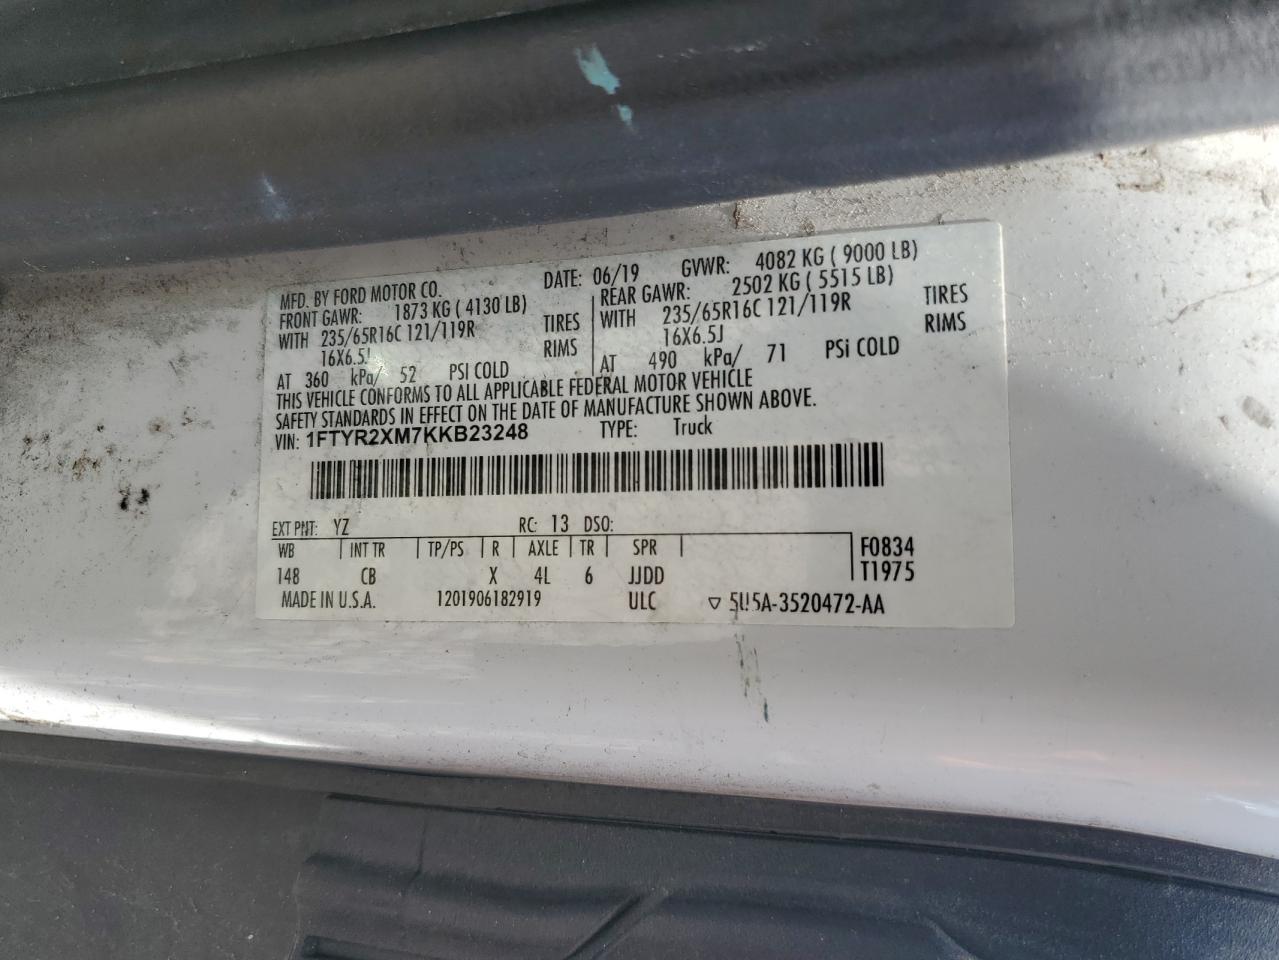 DATE: 06/19 GVWR: 4082 KG ( 9000 LB)
MFD. BY FORD MOTOR CO.
FRONT GAWR: 1873 KG ( 4130 LB) REAR GAWR: 2502 KG ( 5515 LB)
WITH 235/65R16C 121/119R TIRES WITH 235/65R16C 121/119R TIRES
16X6.5J RIMS 16X6.5J RIMS
AT 360 kPa/ 52 PSI COLD AT 490 kPa/ 71 PSi COLD
THIS VEHICLE CONFORMS TO ALL APPLICABLE FEDERAL MOTOR VEHICLE
SAFETY STANDARDS IN EFFECT ON THE DATE OF MANUFACTURE SHOWN ABOVE.
VIN: 1FTYR2XM7KKB23248 TYPE: Truck
EXT PNT: YZ RC: 13 DSO:
WB INT TR TP/PS R AXLE TR SPR F0834
148 CB X 4L 6 JJDD T1975
MADE IN U.S.A. 1201906182919 ULC ▽ 5U5A-3520472-AA